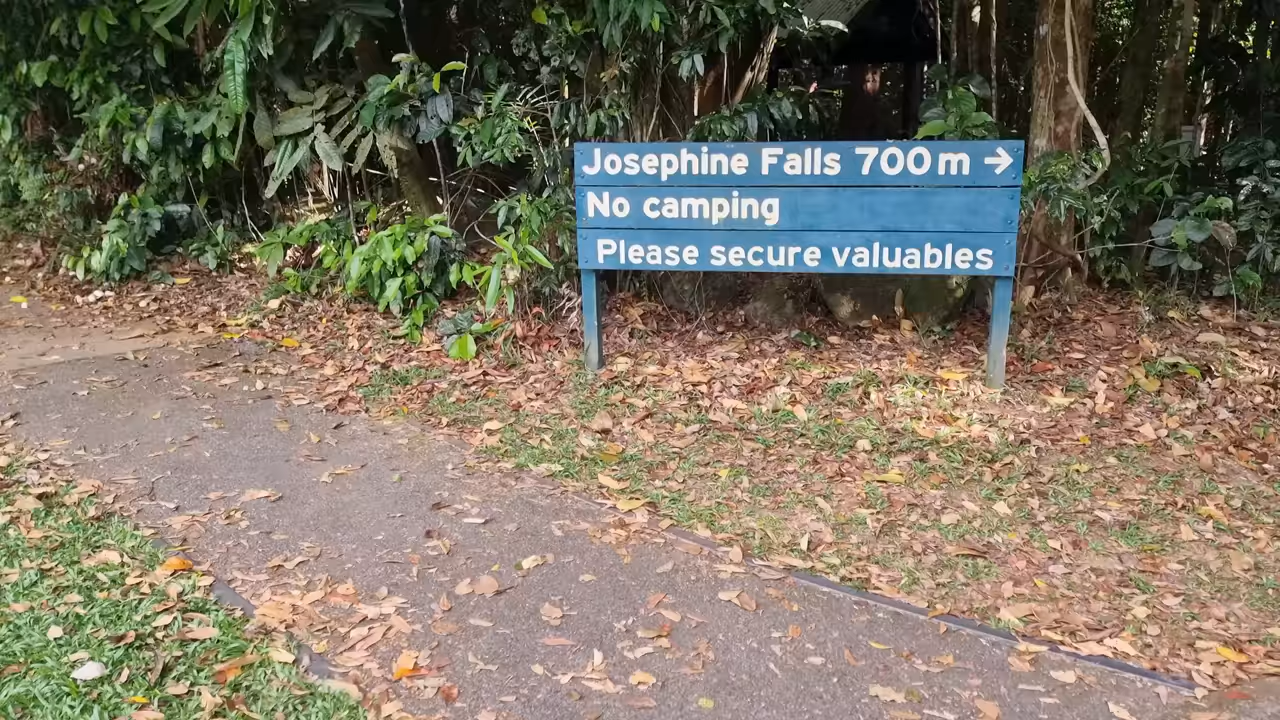 Josephine Falls 700m →
No camping
Please secure valuables